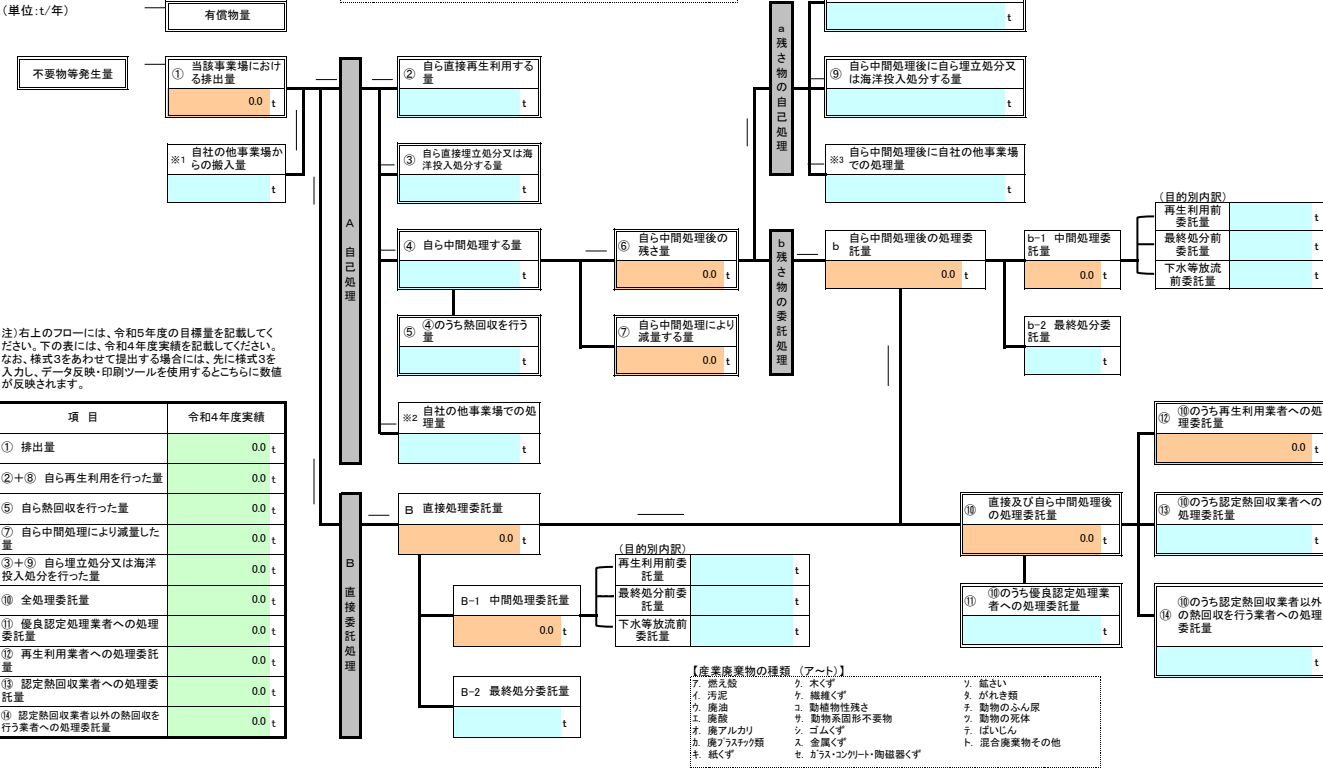 (単位:t/年)
有償物量
t
不要物等発生量
① 当該事業場におけ
る排出量
0.0 t
※1 自社の他事業場か
らの搬入量
t
A 自己処理
② 自ら直接再生利用する
量
t
③ 自ら直接埋立処分又は海
洋投入処分する量
t
④ 自ら中間処理する量
t
⑤ ④のうち熱回収を行う
量
t
※2 自社の他事業場での処
理量
t
⑥ 自ら中間処理後の
残さ量
0.0 t
⑦ 自ら中間処理により
減量する量
0.0 t
a 残さ物の自己処理
⑨ 自ら中間処理後に自ら埋立処分又
は海洋投入処分する量
t
※3 自ら中間処理後に自社の他事業場
での処理量
t
b 残さ物の委託処理
b 自ら中間処理後の処理委
託量
0.0 t
b-1 中間処理委
託量
0.0 t
b-2 最終処分委
託量
t
(目的別内訳)
再生利用前
委託量
t
最終処分前
委託量
t
下水等放流
前委託量
t
注)右上のフローには、令和5年度の目標量を記載してく
ださい。下の表には、令和4年度実績を記載してください。
なお、様式3をあわせて提出する場合には、先に様式3を
入力し、データ反映・印刷ツールを使用するとこちらに数値
が反映されます。
項 目 令和4年度実績
① 排出量 0.0 t
②+⑧ 自ら再生利用を行った量 0.0 t
⑤ 自ら熱回収を行った量 0.0 t
⑦ 自ら中間処理により減量した
量 0.0 t
③+⑨ 自ら埋立処分又は海洋
投入処分を行った量 0.0 t
⑩ 全処理委託量 0.0 t
⑪ 優良認定処理業者への処理
委託量 0.0 t
⑫ 再生利用業者への処理委託
量 0.0 t
⑬ 認定熱回収業者への処理委
託量 0.0 t
⑭ 認定熱回収業者以外の熱回収を
行う業者への処理委託量 0.0 t
B 直接委託処理
B 直接処理委託量
0.0 t
B-1 中間処理委託量
0.0 t
B-2 最終処分委託量
t
(目的別内訳)
再生利用前委
託量
t
最終処分前委
託量
t
下水等放流前
委託量
t
⑩ 直接及び自ら中間処理後
の処理委託量
0.0 t
⑪ ⑩のうち優良認定処理業
者への処理委託量
t
⑫ ⑩のうち再生利用業者への処
理委託量
0.0 t
⑬ ⑩のうち認定熱回収業者への
処理委託量
t
⑭ ⑩のうち認定熱回収業者以外
の熱回収を行う業者への処理
委託量
t
【産業廃棄物の種類 (ア~ト)】
ア. 燃え殻 ク. 木くず ソ. 鉱さい
イ. 汚泥 ケ. 繊維くず タ. がれき類
ウ. 廃油 コ. 動植物性残さ チ. 動物のふん尿
エ. 廃酸 サ. 動物系固形不要物 ツ. 動物の死体
オ. 廃アルカリ シ. ゴムくず テ. ばいじん
カ. 廃プラスチック類 ス. 金属くず ト. 混合廃棄物その他
キ. 紙くず セ. ガラス・コンクリート・陶磁器くず